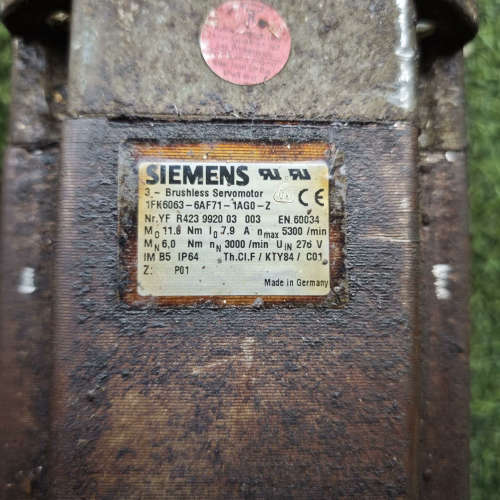 SIEMENS
3 ~ Brushless Servomotor
1FK6063-6AF71-1AG0-Z
Nr. YF R423 9920 03 003 EN 60034
M0 11.0 Nm I0 7.9 A nmax 5300 /min
MN 6,0 Nm nN 3000 /min UIN 276 V
IM B5 IP64 Th.Cl.F / KTY84 / C01
Z: P01
Made in Germany